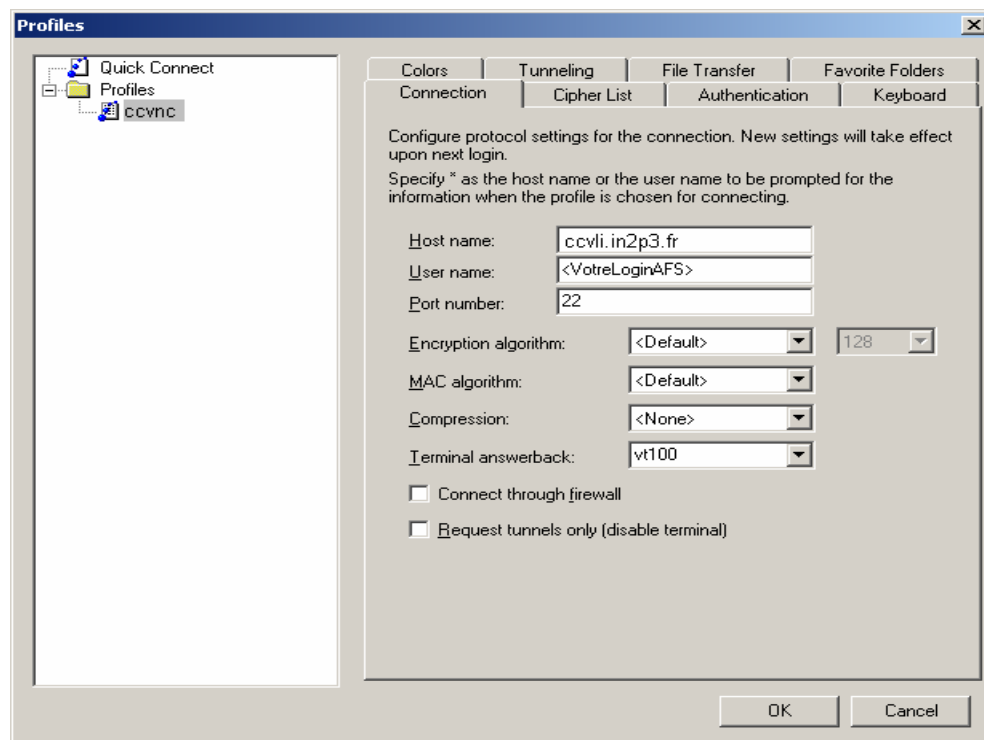 Profiles
Quick Connect
Profiles
ccvnc
Colors Tunneling File Transfer Favorite Folders
Connection Cipher List Authentication Keyboard
Configure protocol settings for the connection. New settings will take effect
upon next login.
Specify * as the host name or the user name to be prompted for the
information when the profile is chosen for connecting.
Host name: ccvli.in2p3.fr
User name: <VotreLoginAFS>
Port number: 22
Encryption algorithm: <Default> 128
MAC algorithm: <Default>
Compression: <None>
Terminal answerback: vt100
Connect through firewall
Request tunnels only (disable terminal)
OK Cancel